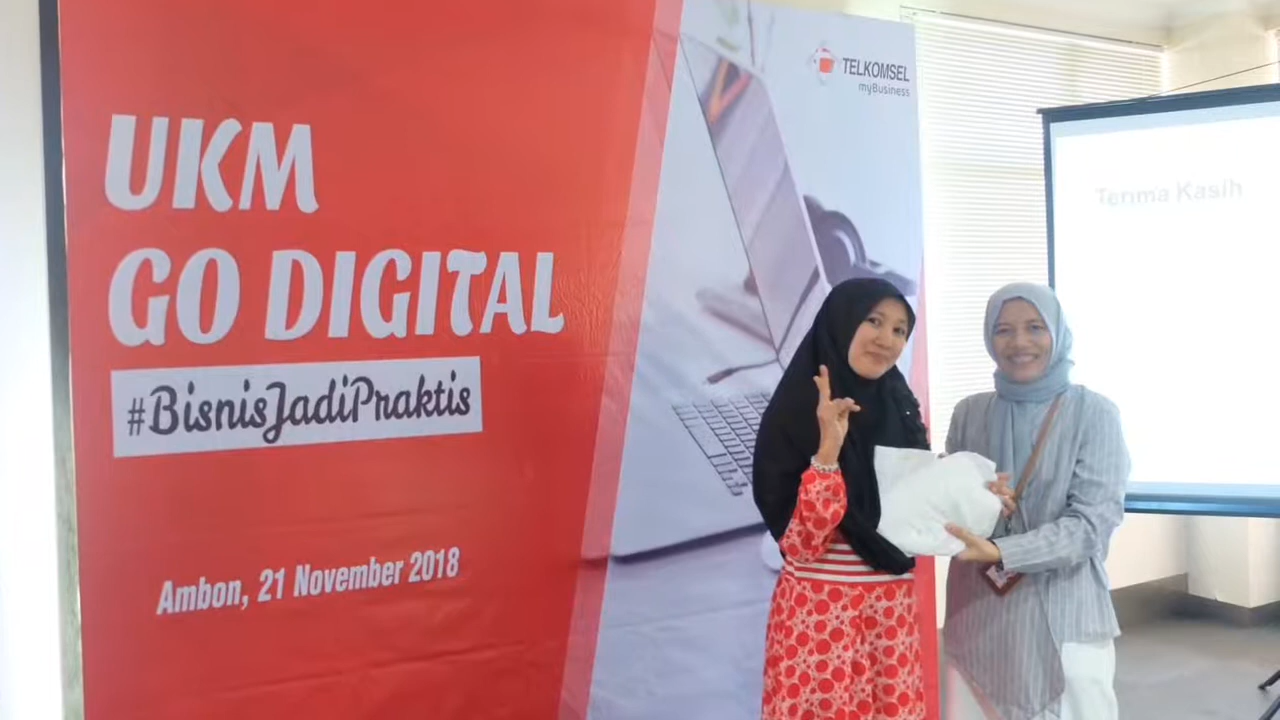 UKM
GO DIGITAL
#BisnisJadiPraktis
Ambon, 21 November 2018
TELKOMSEL
myBusiness
Terima Kasih